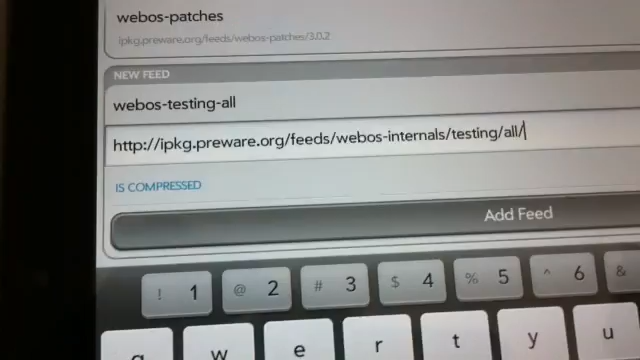 webos-patches
ipkg.preware.org/feeds/webos-patches/3.0.2
NEW FEED
webos-testing-all
http://ipkg.preware.org/feeds/webos-internals/testing/all/
IS COMPRESSED
Add Feed
! 1 @ 2 # 3 $ 4 % 5 ^ 6 &
q w e r t y u